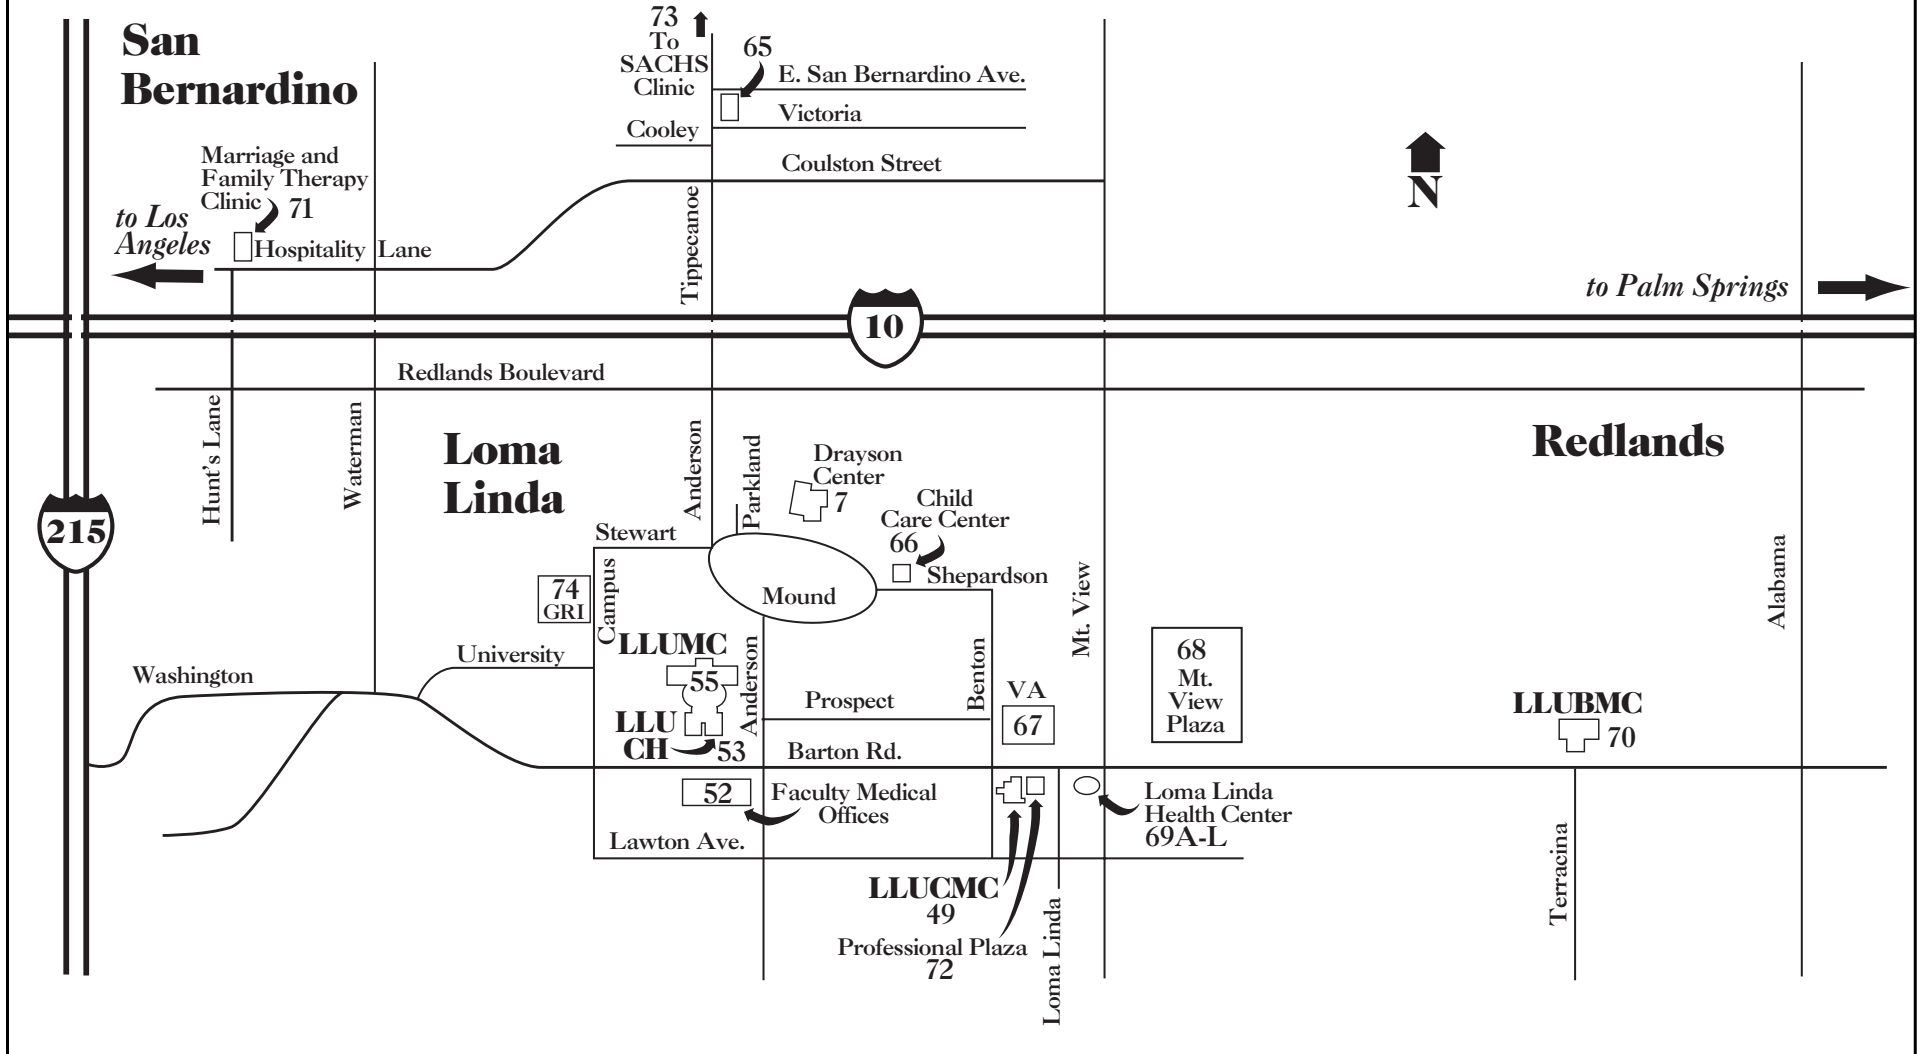 San
Bernardino
73
To
SACHS
Clinic
65
E. San Bernardino Ave.
Victoria
Cooley
Coulston Street
Marriage and
Family Therapy
Clinic
71
to Los
Angeles
Hospitality Lane
Tippecanoe
N
to Palm Springs
10
Redlands Boulevard
Hunt's Lane
Waterman
Loma
Linda
Anderson
Parkland
Drayson
Center
7
Child
Care Center
66
Redlands
215
Stewart
Shepardson
Mound
74
GRI
Campus
Mt. View
Alabama
LLUMC
55
University
Washington
Anderson
Benton
Prospect
VA
67
68
Mt.
View
Plaza
LLUBMC
70
LLU
CH
53
Barton Rd.
52
Faculty Medical
Offices
Loma Linda
Health Center
69A-L
Lawton Ave.
LLUCMC
49
Professional Plaza
72
Loma Linda
Terracina